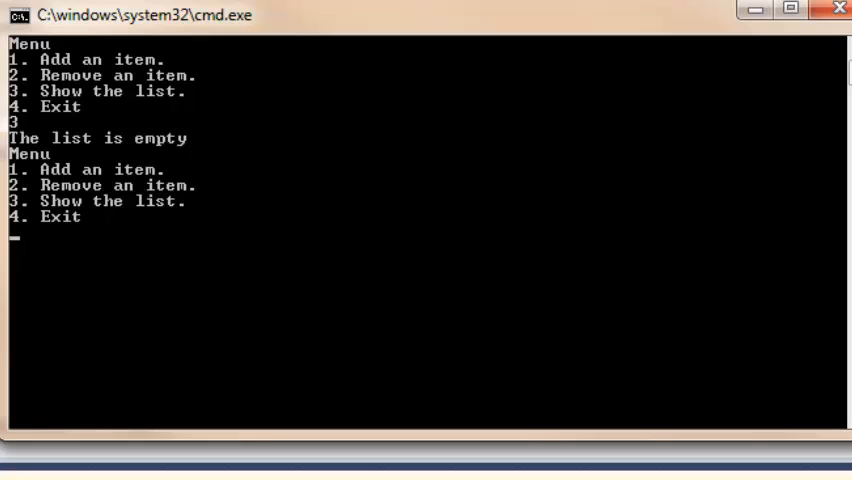 C:\windows\system32\cmd.exe
Menu
1. Add an item.
2. Remove an item.
3. Show the list.
4. Exit
3
The list is empty
Menu
1. Add an item.
2. Remove an item.
3. Show the list.
4. Exit